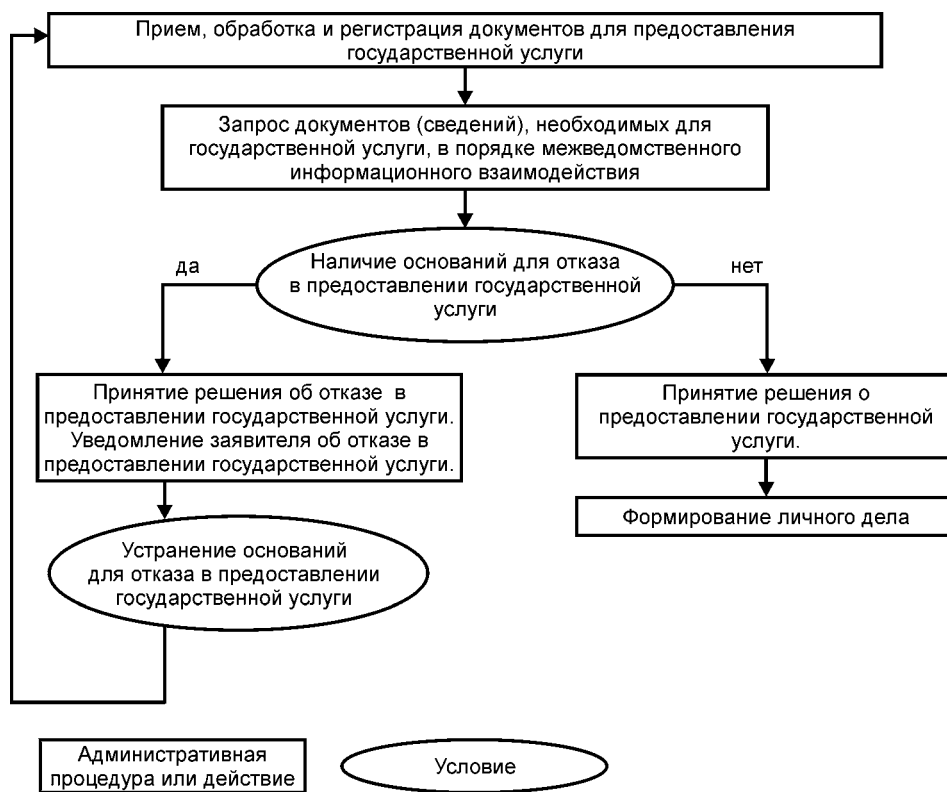 Прием, обработка и регистрация документов для предоставления
государственной услуги
Запрос документов (сведений), необходимых для
государственной услуги, в порядке межведомственного
информационного взаимодействия
да
Наличие оснований для отказа
в предоставлении государственной
услуги
нет
Принятие решения об отказе в
предоставлении государственной услуги.
Уведомление заявителя об отказе в
предоставлении государственной услуги.
Принятие решения о
предоставлении государственной
услуги.
Формирование личного дела
Устранение оснований
для отказа в предоставлении
государственной услуги
Административная
процедура или действие
Условие